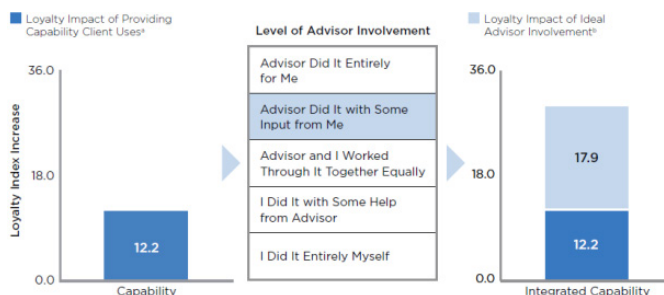 Loyalty Impact of Providing
Capability Client Usesᵃ
36.0
18.0
0.0
Loyalty Index Increase
12.2
Capability
Level of Advisor Involvement
Advisor Did It Entirely
for Me
Advisor Did It with Some
Input from Me
Advisor and I Worked
Through It Together Equally
I Did It with Some Help
from Advisor
I Did It Entirely Myself
Loyalty Impact of Ideal
Advisor Involvementᵇ
36.0
18.0
0.0
17.9
12.2
Integrated Capability